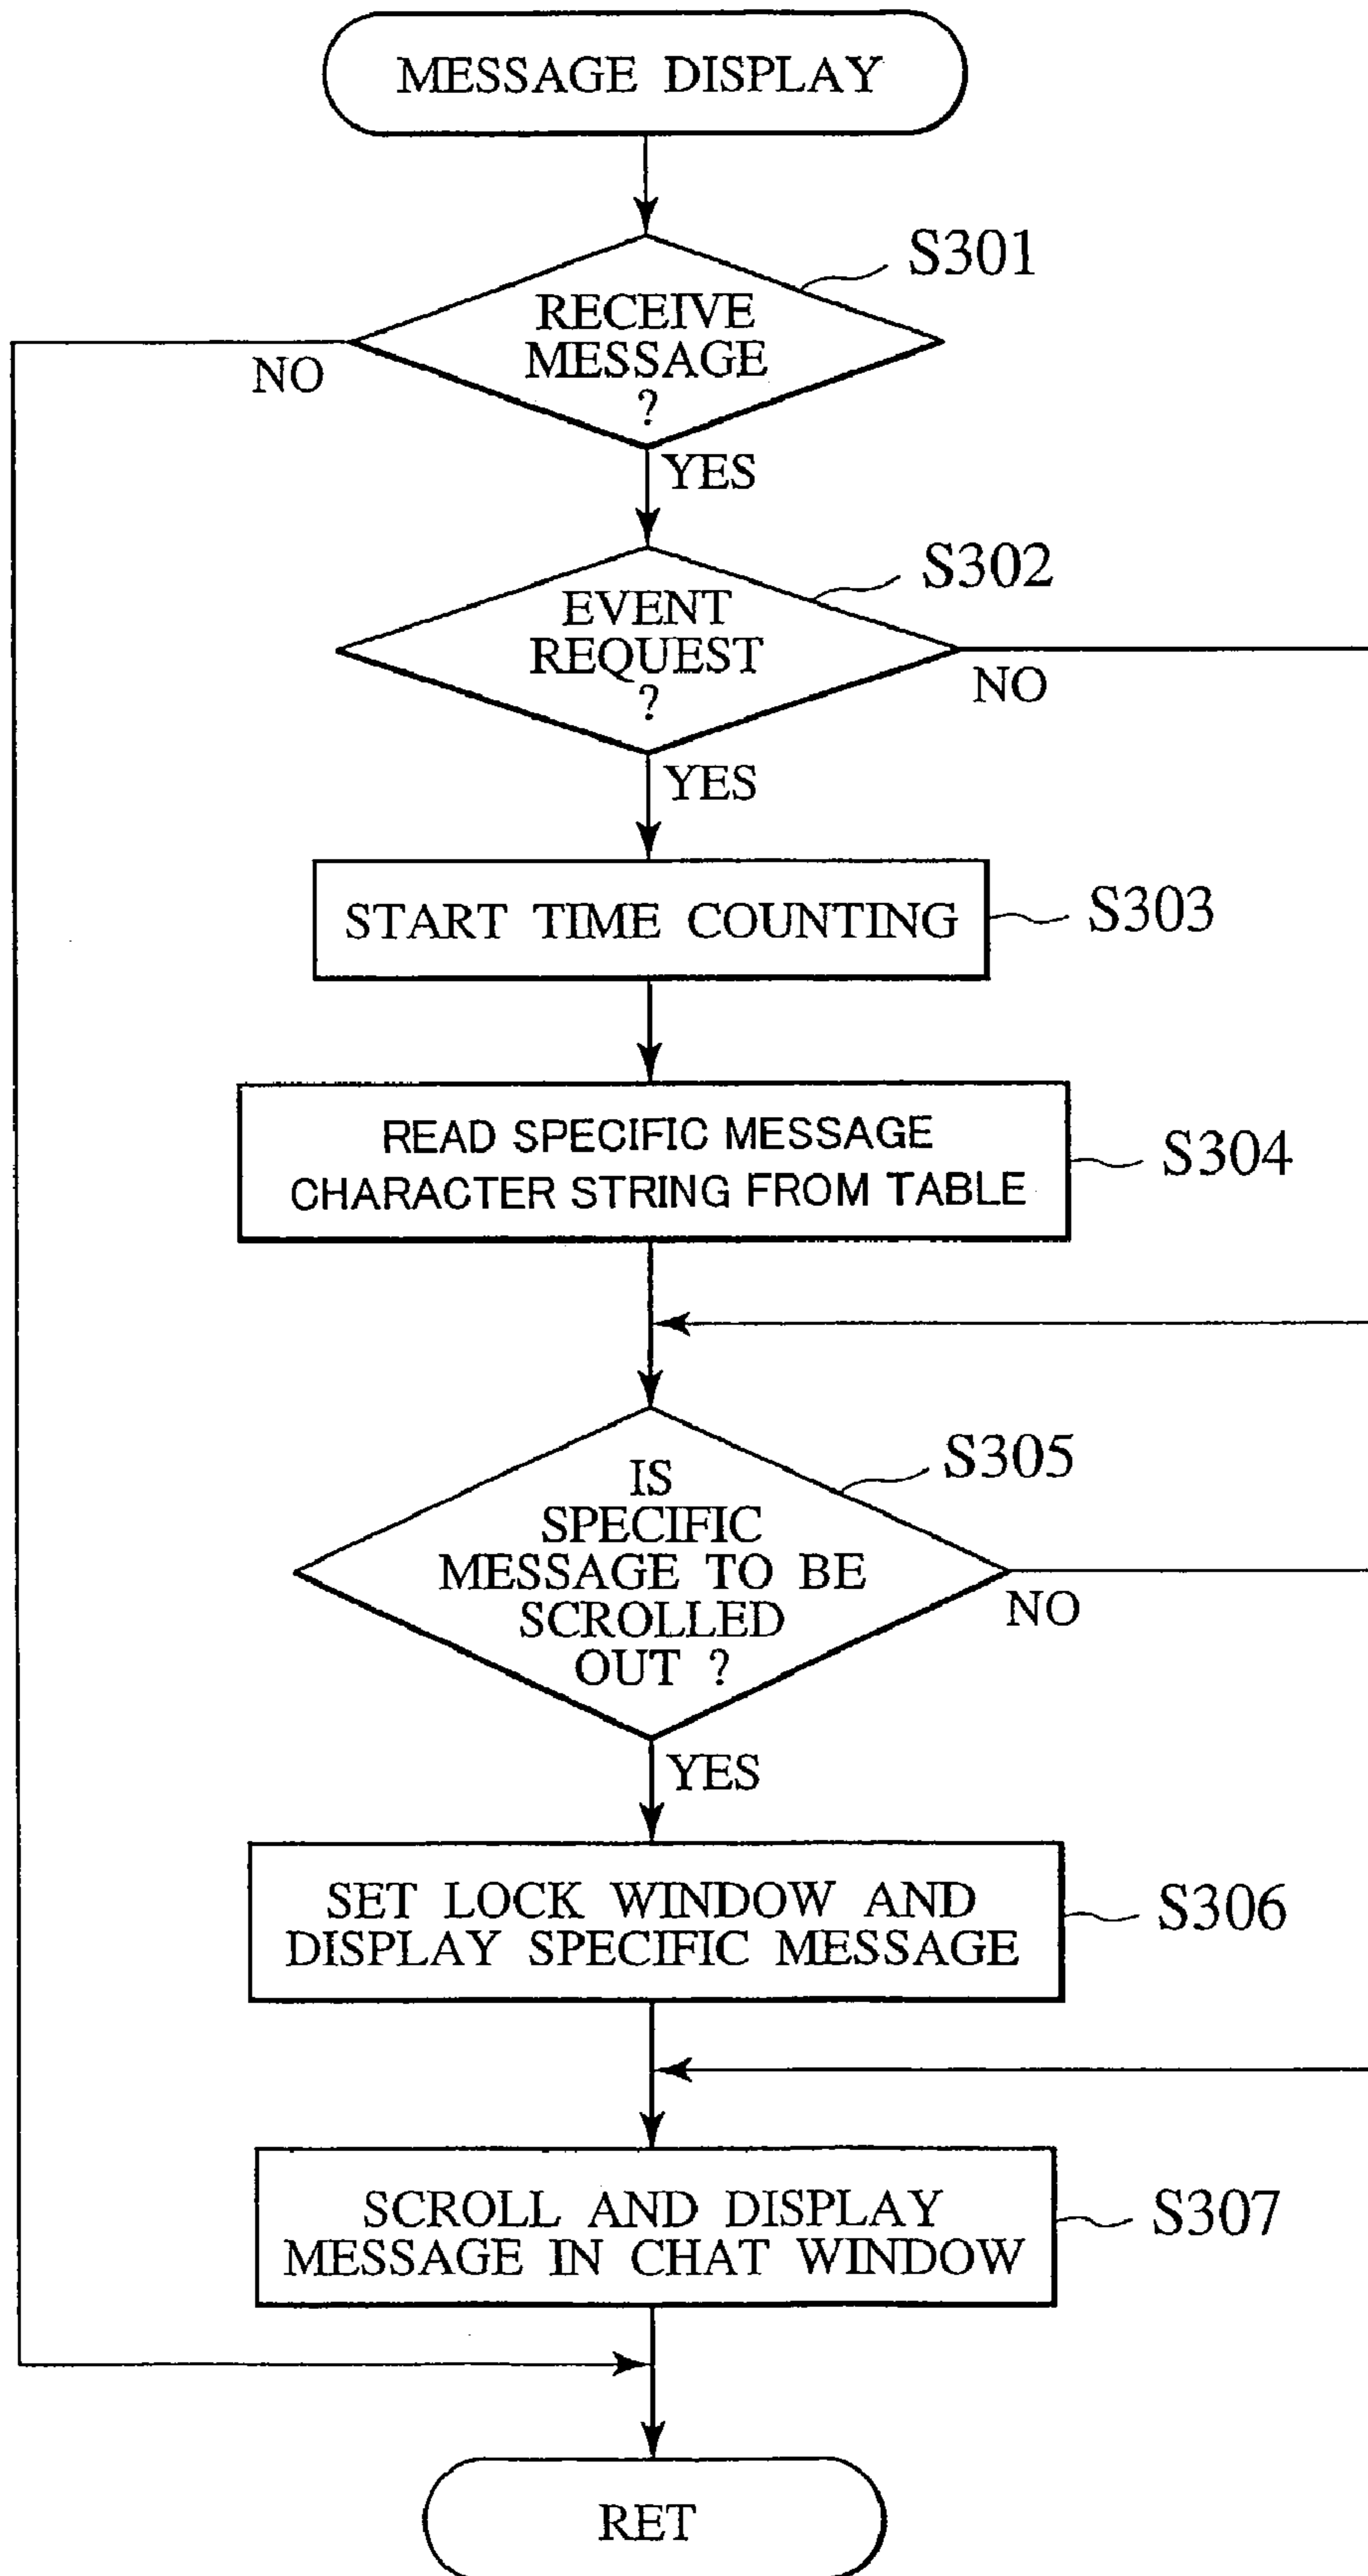 MESSAGE DISPLAY
S301
RECEIVE
MESSAGE
?
NO
YES
S302
EVENT
REQUEST
?
NO
YES
START TIME COUNTING
S303
READ SPECIFIC MESSAGE
CHARACTER STRING FROM TABLE
S304
S305
IS
SPECIFIC
MESSAGE TO BE
SCROLLED
OUT ?
NO
YES
SET LOCK WINDOW AND
DISPLAY SPECIFIC MESSAGE
S306
SCROLL AND DISPLAY
MESSAGE IN CHAT WINDOW
S307
RET